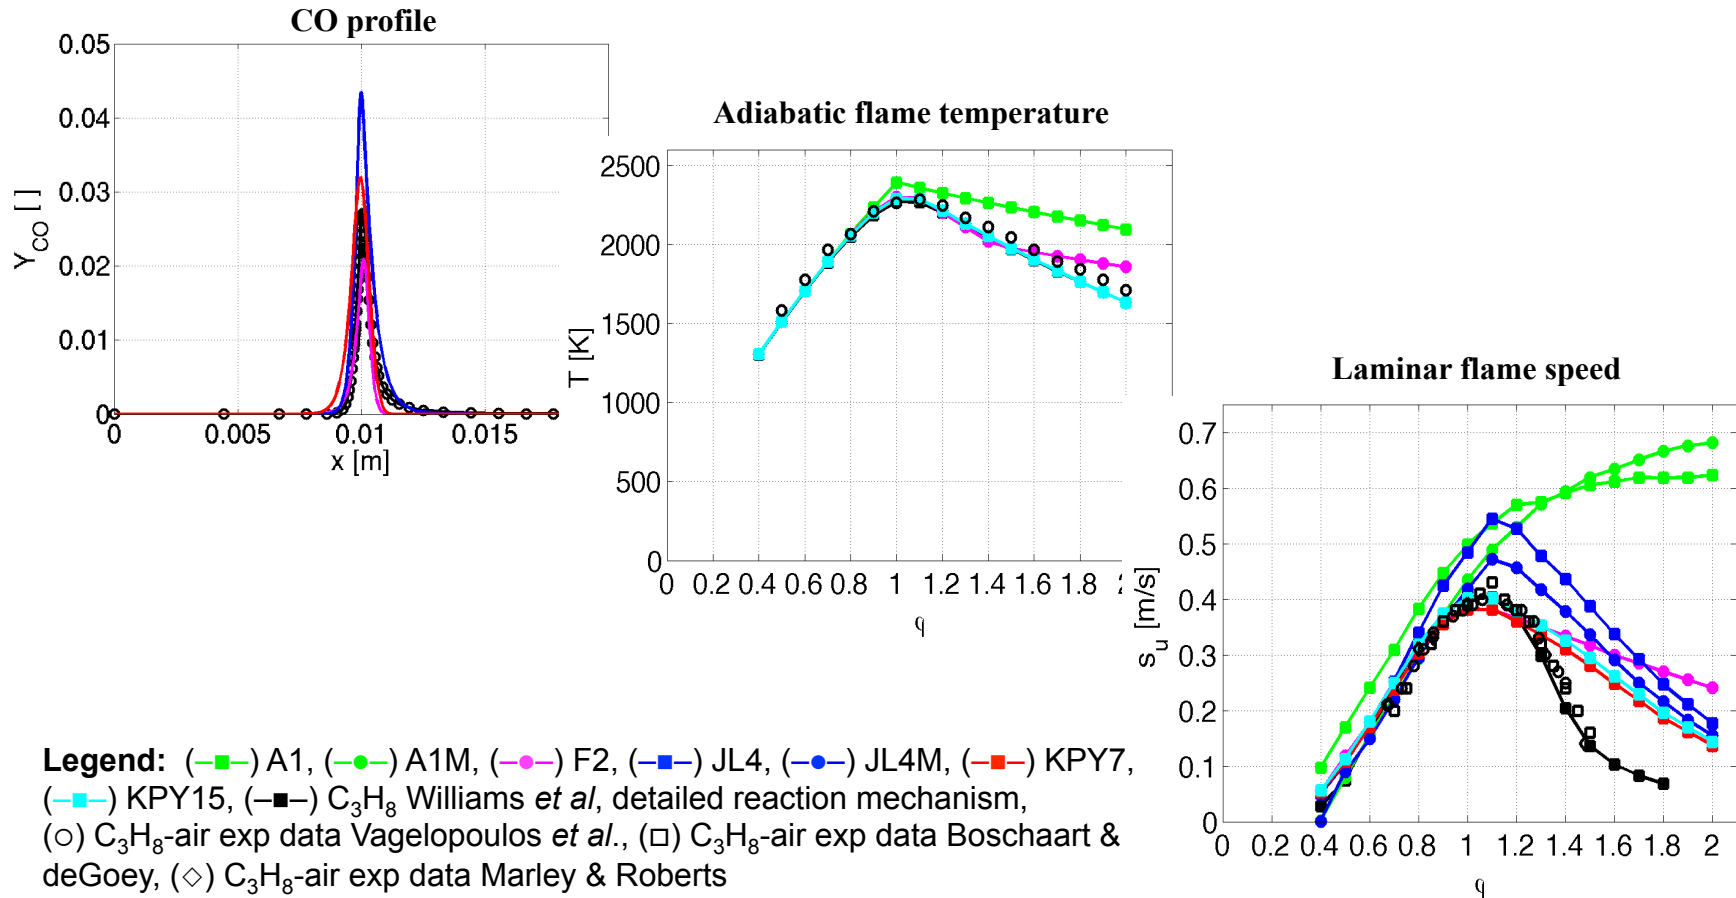 CO profile
0.05
0.04
0.03
0.02
0.01
0
Y_CO [ ]
0 0.005 0.01 0.015
x [m]
Adiabatic flame temperature
2500
2000
1500
1000
500
0
T [K]
0 0.2 0.4 0.6 0.8 1 1.2 1.4 1.6 1.8
φ
Laminar flame speed
0.7
0.6
0.5
0.4
0.3
0.2
0.1
0
s_u [m/s]
0 0.2 0.4 0.6 0.8 1 1.2 1.4 1.6 1.8 2
φ
Legend: (–■–) A1, (–●–) A1M, (–●–) F2, (–■–) JL4, (–●–) JL4M, (–■–) KPY7,
(–■–) KPY15, (–■–) C₃H₈ Williams et al, detailed reaction mechanism,
(○) C₃H₈-air exp data Vagelopoulos et al., (□) C₃H₈-air exp data Boschaart &
deGoey, (◇) C₃H₈-air exp data Marley & Roberts